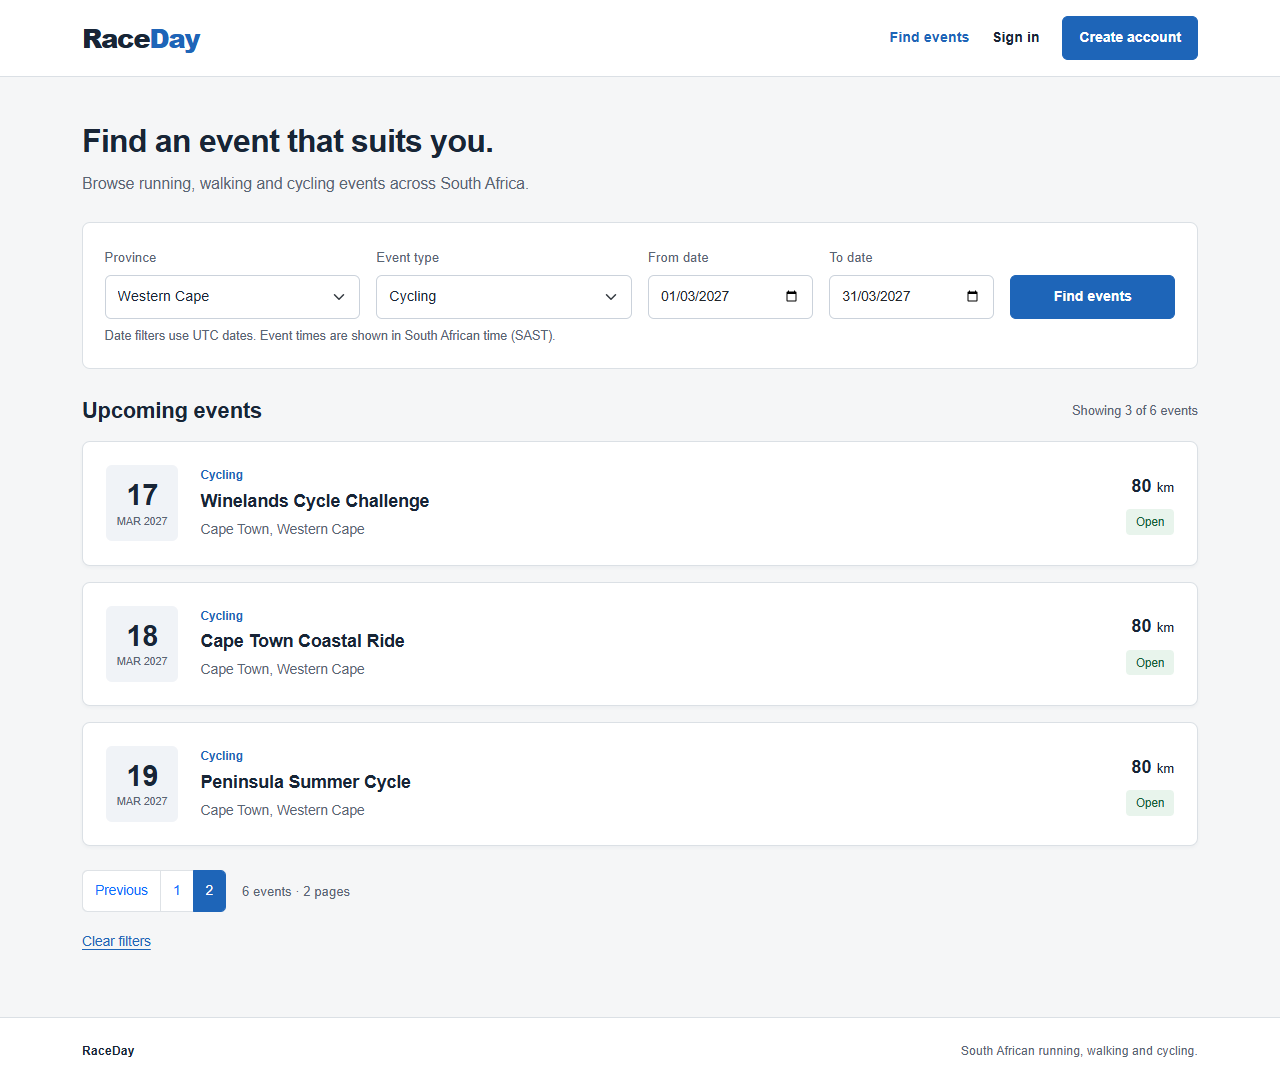 RaceDay
Find events
Sign in
Create account
Find an event that suits you.
Browse running, walking and cycling events across South Africa.
Province
Event type
From date
To date
Western Cape
Cycling
01/03/2027
31/03/2027
Find events
Date filters use UTC dates. Event times are shown in South African time (SAST).
Upcoming events
Showing 3 of 6 events
17
MAR 2027
Cycling
Winelands Cycle Challenge
Cape Town, Western Cape
80 km
Open
18
MAR 2027
Cycling
Cape Town Coastal Ride
Cape Town, Western Cape
80 km
Open
19
MAR 2027
Cycling
Peninsula Summer Cycle
Cape Town, Western Cape
80 km
Open
Previous 1 2
6 events · 2 pages
Clear filters
RaceDay
South African running, walking and cycling.